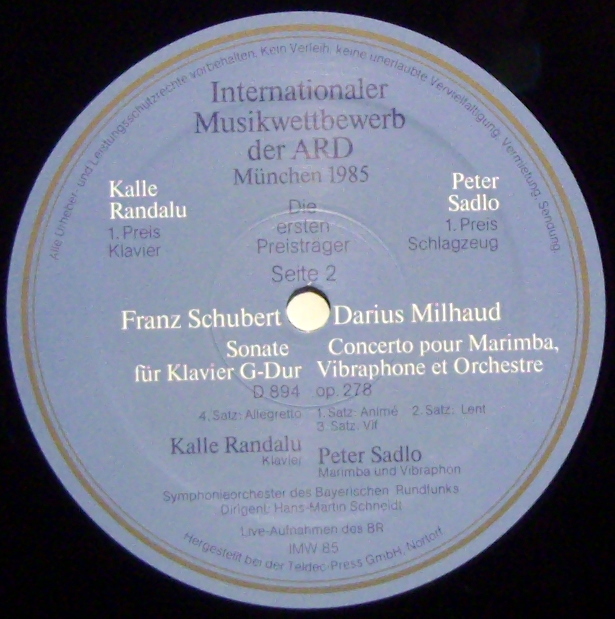 Alle Urheber- und Leistungsschutzrechte vorbehalten. Kein Verleih, keine unerlaubte Vervielfältigung, Vermietung, Sendung.
Internationaler
Musikwettbewerb
der ARD
München 1985
Kalle
Randalu
1. Preis
Klavier
Die
ersten
Preisträger
Peter
Sadlo
1. Preis
Schlagzeug
Seite 2
Franz Schubert
Sonate
für Klavier G-Dur
D 894
4. Satz: Allegretto
Kalle Randalu
Klavier
Darius Milhaud
Concerto pour Marimba,
Vibraphone et Orchestre
op. 278
1. Satz: Animé 2. Satz: Lent
3. Satz: Vif
Peter Sadlo
Marimba und Vibraphon
Symphonieorchester des Bayerischen Rundfunks
Dirigent: Hans-Martin Schneidt
Live-Aufnahmen des BR
IMW 85
Hergestellt bei der Teldec-Press GmbH, Nortorf